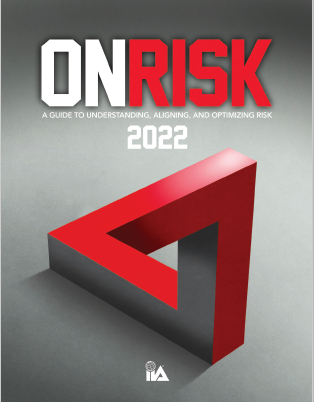 ONRISK
A GUIDE TO UNDERSTANDING, ALIGNING, AND OPTIMIZING RISK
2022
IIA